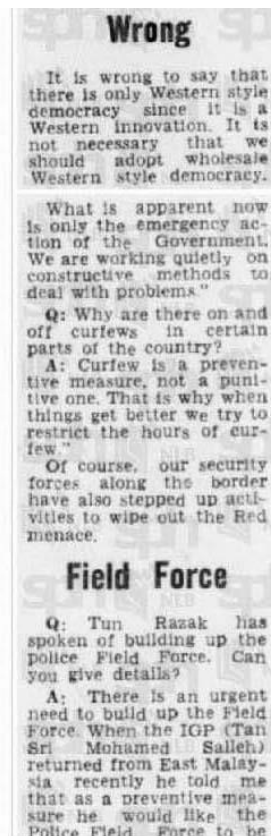 Wrong
It is wrong to say that
there is only Western style
democracy since it is a
Western innovation. It is
not necessary that we
should adopt wholesale
Western style democracy.
What is apparent now
is only the emergency ac-
tion of the Government.
We are working quietly on
constructive methods to
deal with problems."
Q: Why are there on and
off curfews in certain
parts of the country?
A: Curfew is a preven-
tive measure, not a puni-
tive one. That is why when
things get better we try to
restrict the hours of cur-
few."
Of course, our security
forces along the border
have also stepped up acti-
vities to wipe out the Red
menace.
Field Force
Q: Tun Razak has
spoken of building up the
police Field Force. Can
you give details?
A: There is an urgent
need to build up the Field
Force. When the IGP (Tan
Sri Mohamed Salleh)
returned from East Malay-
sia recently he told me
that as a preventive mea-
sure he would like the
Police Field Force to be